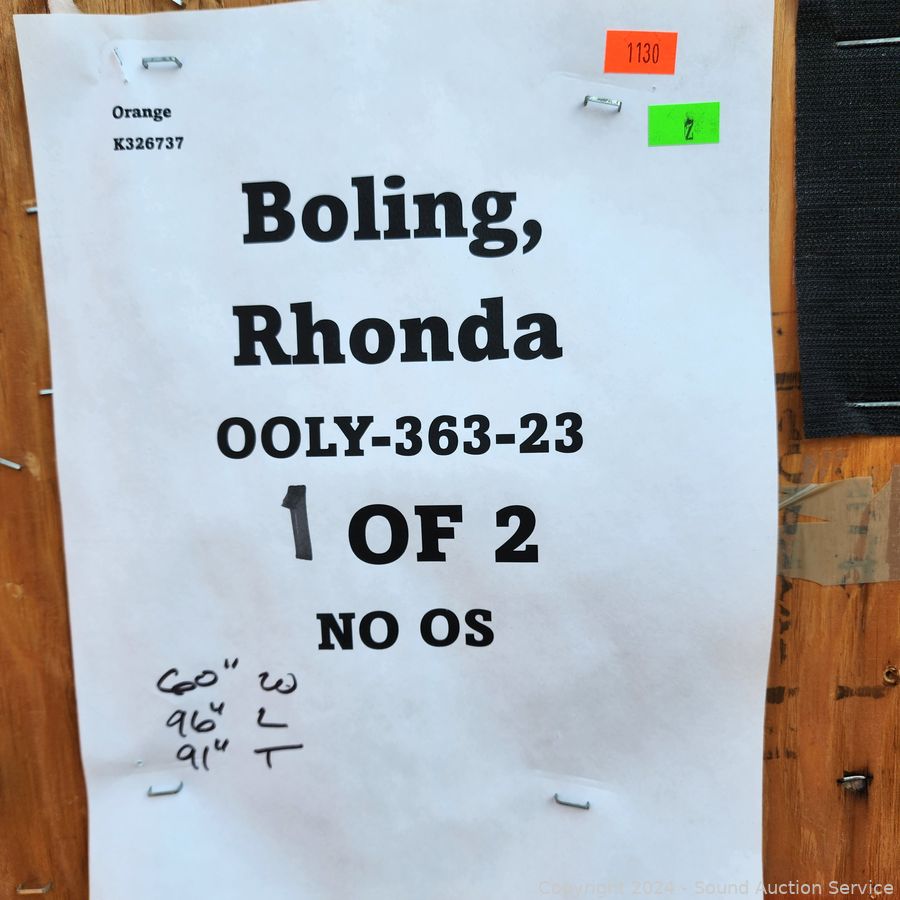 1130
Orange
K326737
Boling,
Rhonda
OOLY-363-23
1 OF 2
NO OS
60" W
96" L
91" T
Copyright 2024 - Sound Auction Service